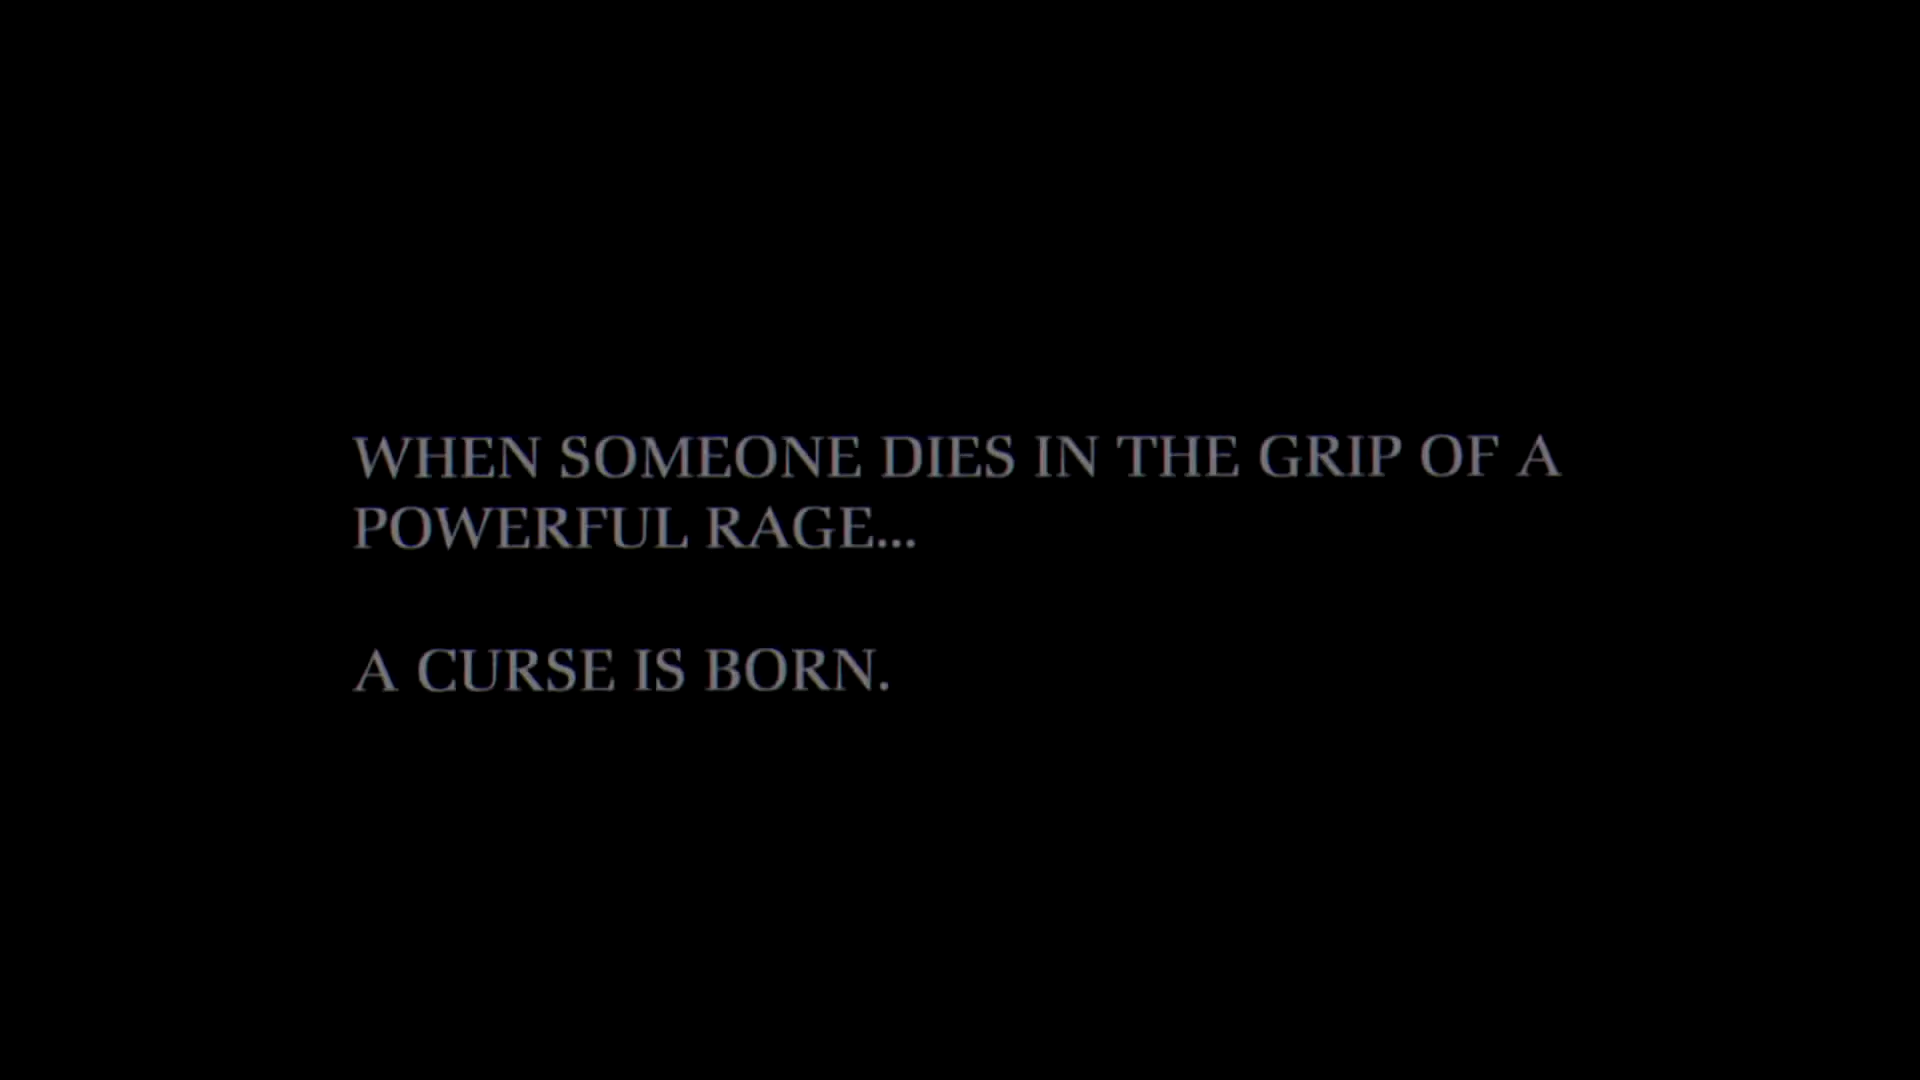 WHEN SOMEONE DIES IN THE GRIP OF A
POWERFUL RAGE...
A CURSE IS BORN.